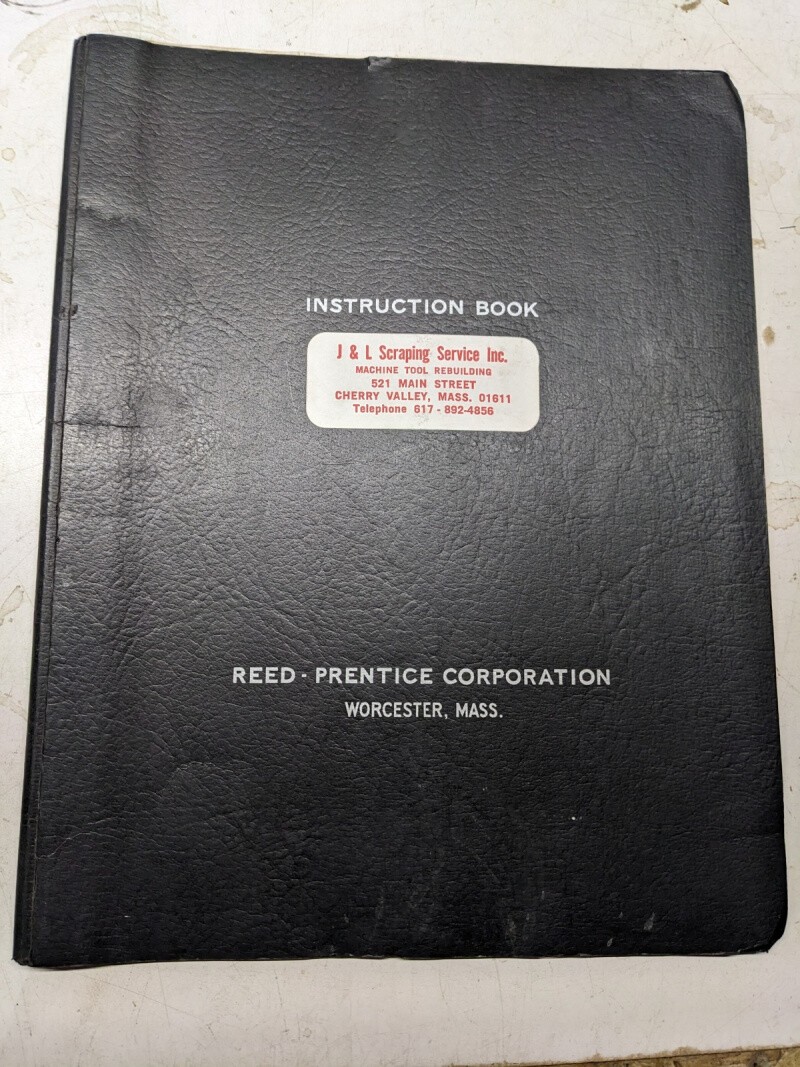 INSTRUCTION BOOK
J & L Scraping Service Inc.
MACHINE TOOL REBUILDING
521 MAIN STREET
CHERRY VALLEY, MASS. 01611
Telephone 617 - 892-4856
REED - PRENTICE CORPORATION
WORCESTER, MASS.